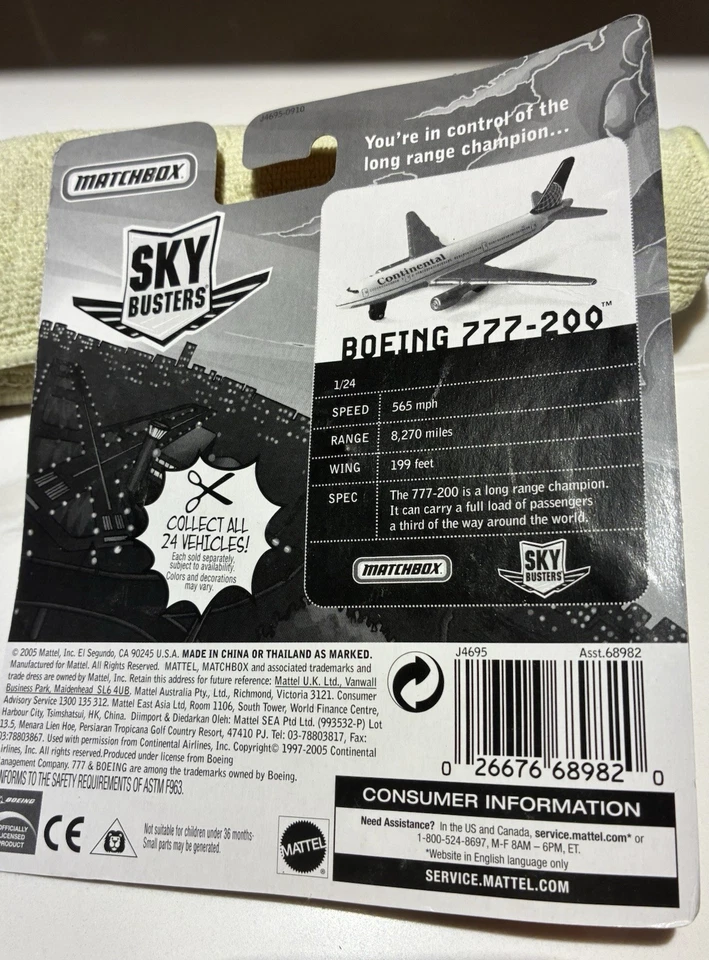 J4695-0910
You're in control of the
long range champion...
MATCHBOX
SKY
BUSTERS
Continental
BOEING 777-200™
1/24
SPEED 565 mph
RANGE 8,270 miles
WING 199 feet
SPEC The 777-200 is a long range champion.
It can carry a full load of passengers
a third of the way around the world.
MATCHBOX
SKY
BUSTERS
COLLECT ALL
24 VEHICLES!
Each sold separately,
subject to availability.
Colors and decorations
may vary.
© 2005 Mattel, Inc. El Segundo, CA 90245 U.S.A. MADE IN CHINA OR THAILAND AS MARKED.
Manufactured for Mattel. All Rights Reserved. MATTEL, MATCHBOX and associated trademarks and
trade dress are owned by Mattel, Inc. Retain this address for future reference: Mattel U.K. Ltd., Vanwall
Business Park, Maidenhead SL6 4UB. Mattel Australia Pty., Ltd., Richmond, Victoria 3121. Consumer
Advisory Service 1300 135 312. Mattel East Asia Ltd, Room 1106, South Tower, World Finance Centre,
Harbour City, Tsimshatsui, HK, China. Diimport & Diedarkan Oleh: Mattel SEA Ptd Ltd. (993532-P) Lot
13.5, Menara Lien Hoe, Persiaran Tropicana Golf Country Resort, 47410 PJ. Tel: 03-78803817, Fax:
03:78803867. Used with permission from Continental Airlines, Inc. Copyright© 1997-2005 Continental
irlines, Inc. All rights reserved.Produced under license from Boeing
anagement Company. 777 & BOEING are among the trademarks owned by Boeing.
NFORMS TO THE SAFETY REQUIREMENTS OF ASTM F963.
BOEING
OFFICIALLY
ICENSED
PRODUCT
CE
Not suitable for children under 36 months-
Small parts may be generated.
MATTEL
J4695 Asst.68982
0 26676 68982 0
CONSUMER INFORMATION
Need Assistance? In the US and Canada, service.mattel.com* or
1-800-524-8697, M-F 8AM – 6PM, ET.
*Website in English language only
SERVICE.MATTEL.COM